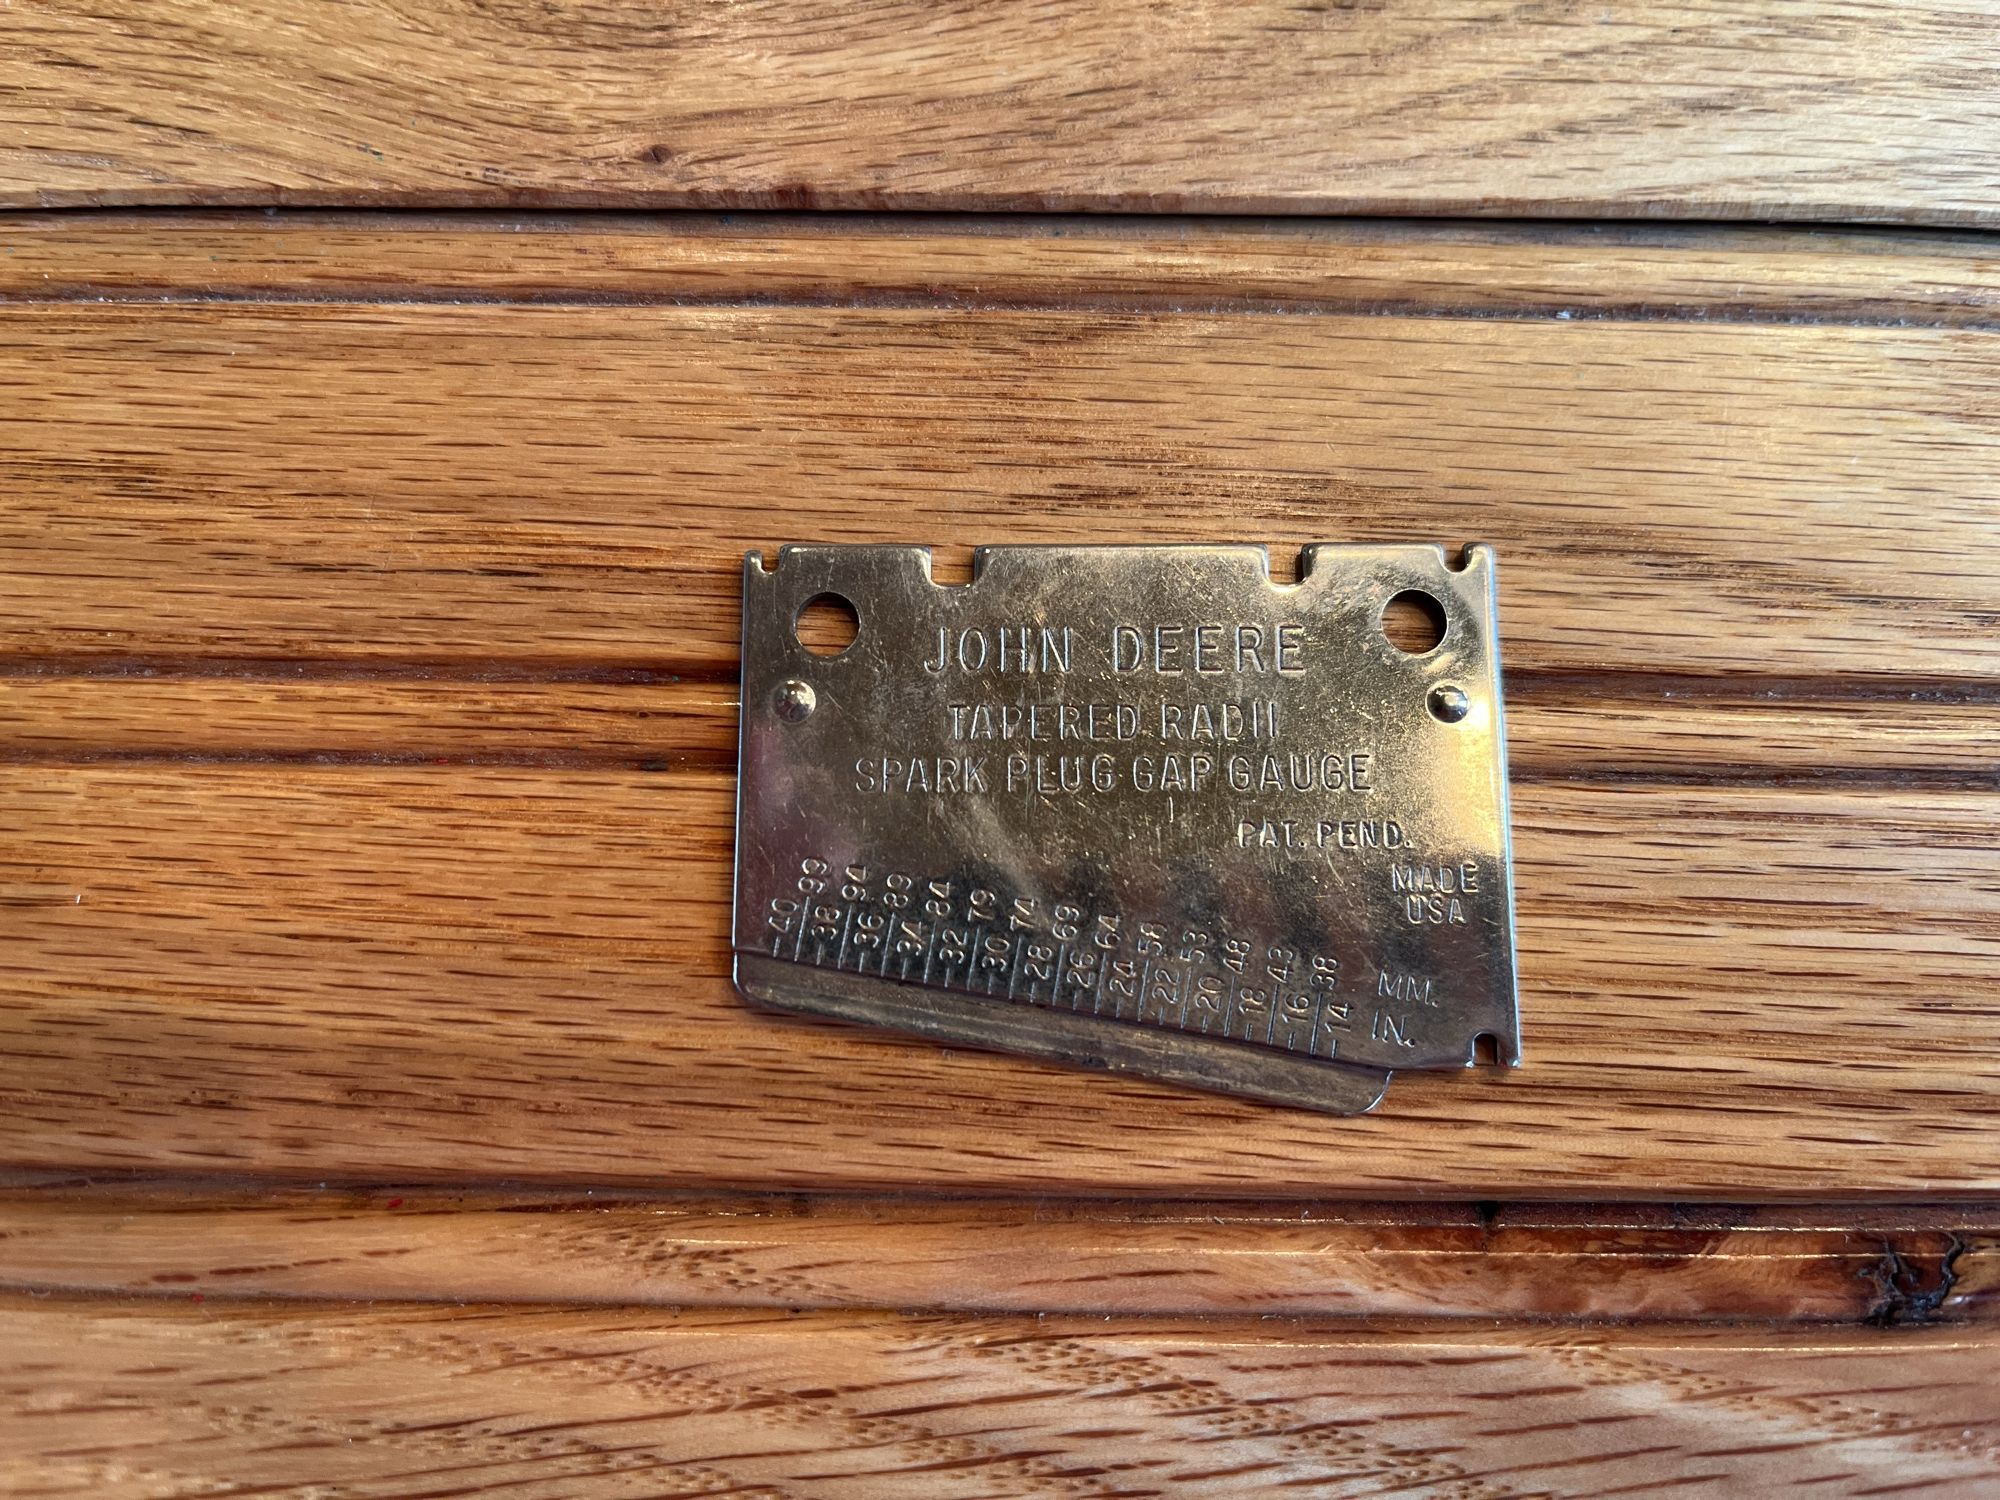 JOHN DEERE
TAPERED RADII
SPARK PLUG GAP GAUGE
PAT. PEND.
MADE
USA
99 94 89 84 79 74 69 64 58 53 48 43 38 MM.
40 38 36 34 32 30 28 26 24 22 20 18 16 14 IN.